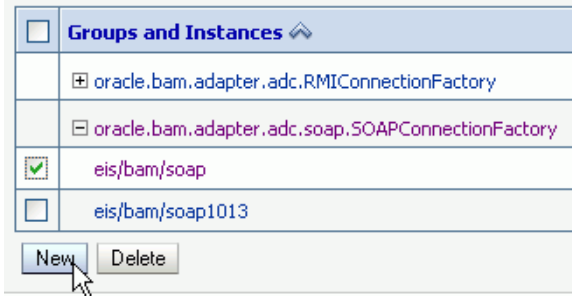 Groups and Instances
oracle.bam.adapter.adc.RMIConnectionFactory
oracle.bam.adapter.adc.soap.SOAPConnectionFactory
eis/bam/soap
eis/bam/soap1013
New Delete